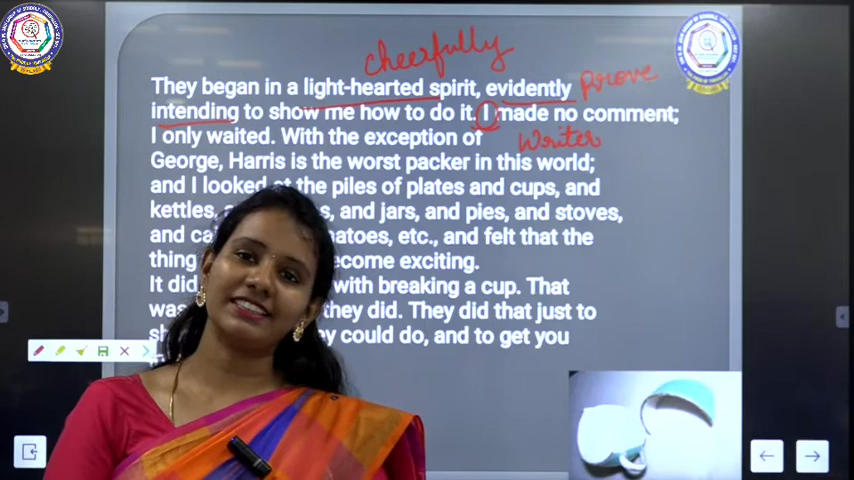 cheerfully
They began in a light-hearted spirit, evidently prove
intending to show me how to do it. I made no comment;
I only waited. With the exception of writer
George, Harris is the worst packer in this world;
and I looked at the piles of plates and cups, and
kettles, and jars, and pies, and stoves,
and etc., and felt that the
thing become exciting.
It did with breaking a cup. That
was they did. They did that just to
could do, and to get you